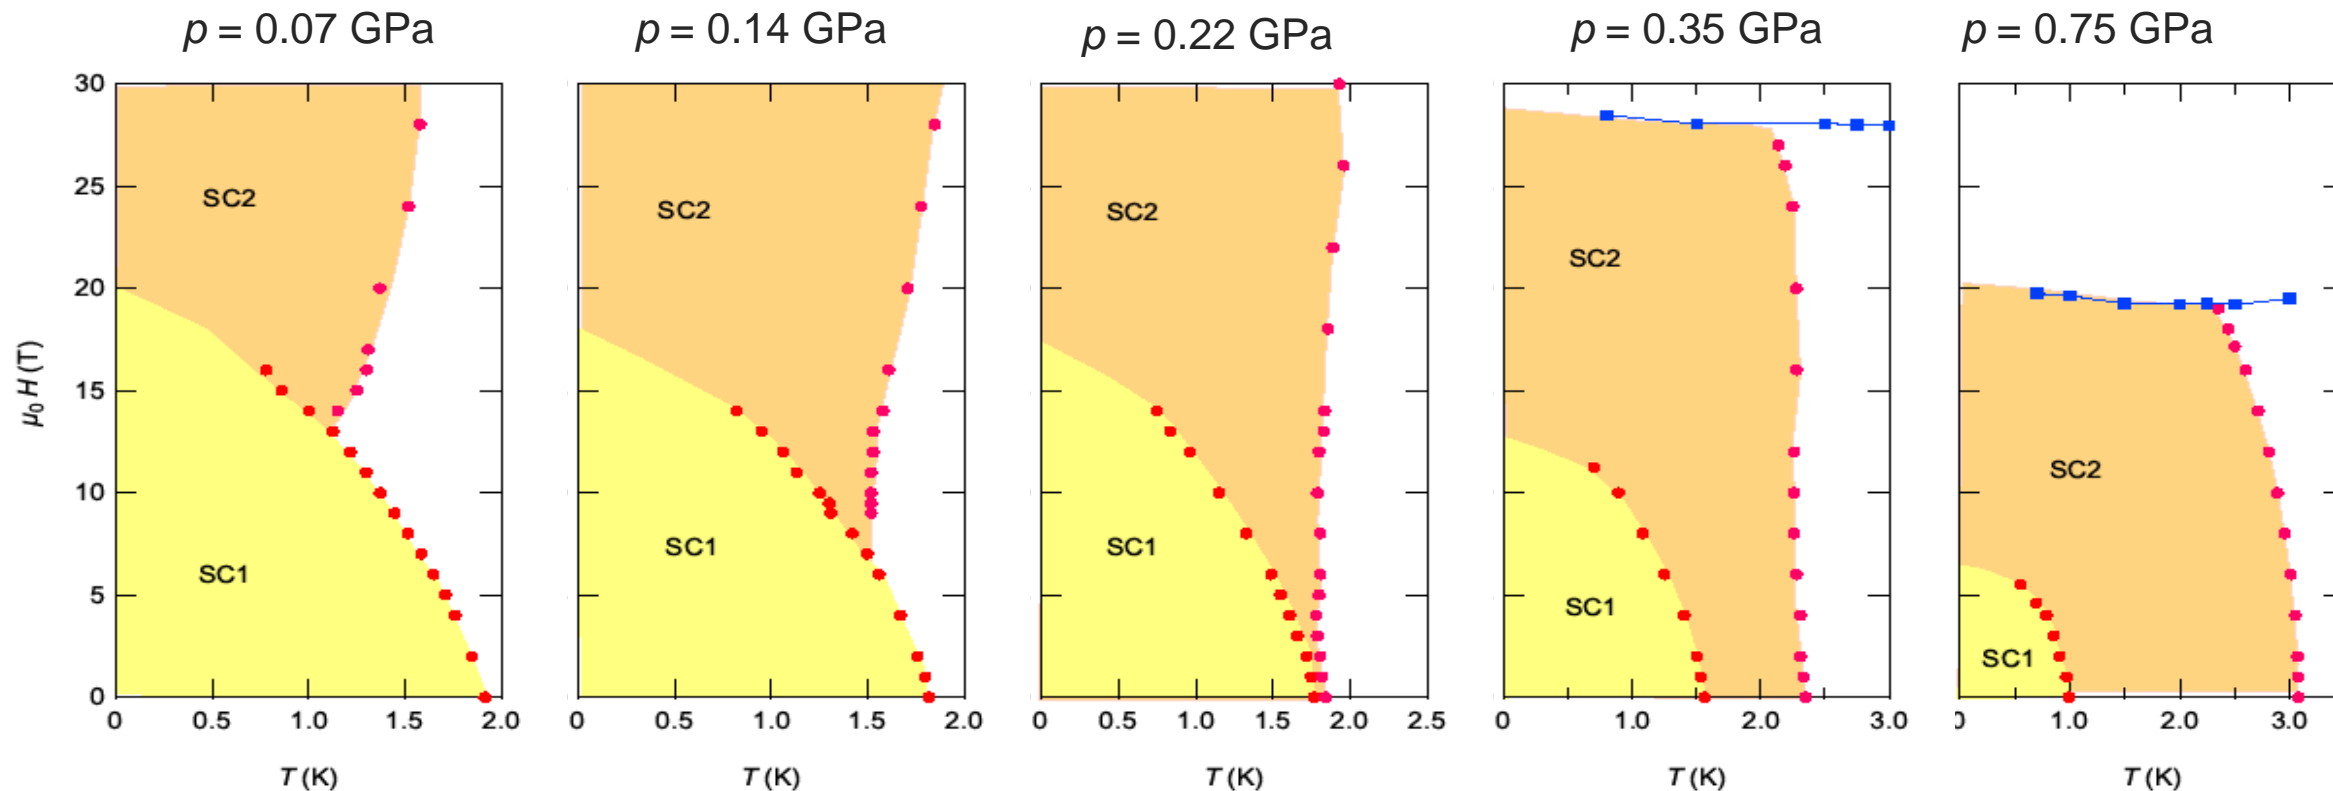 p = 0.07 GPa
p = 0.14 GPa
p = 0.22 GPa
p = 0.35 GPa
p = 0.75 GPa
μ0 H (T)
30
25
20
15
10
5
0
SC2
SC1
0 0.5 1.0 1.5 2.0
T (K)
SC2
SC1
0 0.5 1.0 1.5 2.0
T (K)
SC2
SC1
0 0.5 1.0 1.5 2.0 2.5
T (K)
SC2
SC1
0 1.0 2.0 3.0
T (K)
SC2
SC1
0 1.0 2.0 3.0
T (K)